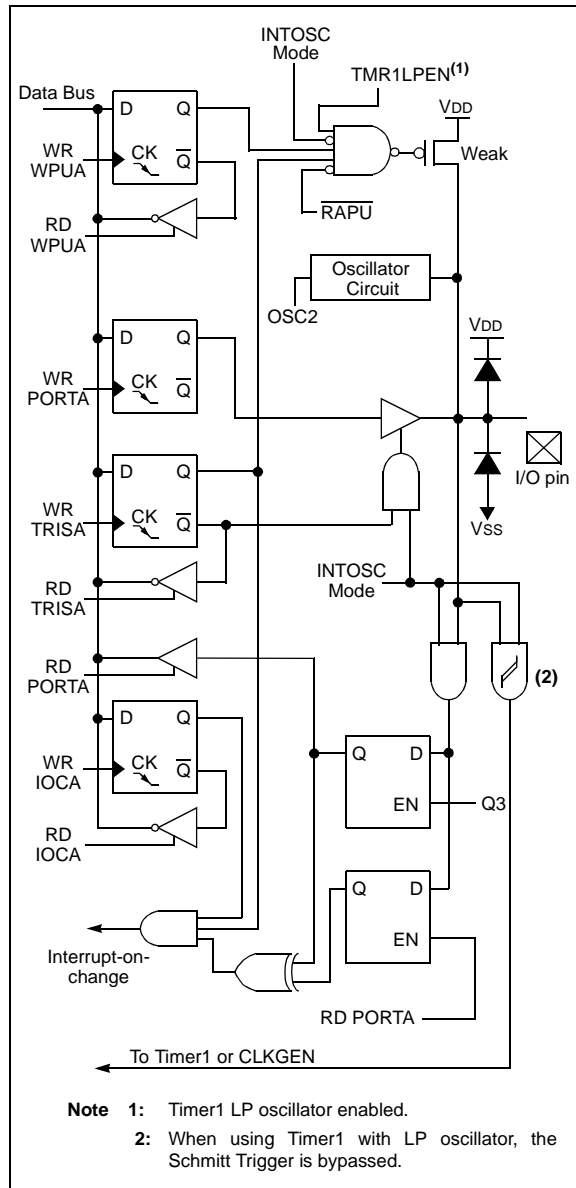 INTOSC
Mode
TMR1LPEN(1)
Data Bus
D Q
VDD
WR
WPUA
CK Q
Weak
RD
WPUA
RAPU
Oscillator
Circuit
OSC2
VDD
D Q
WR
PORTA
CK Q
I/O pin
D Q
WR
TRISA
CK Q
VSS
INTOSC
Mode
RD
TRISA
RD
PORTA
(2)
D Q
Q D
WR
IOCA
CK Q
EN
Q3
RD
IOCA
Q D
EN
Interrupt-on-
change
RD PORTA
To Timer1 or CLKGEN
Note 1: Timer1 LP oscillator enabled.
2: When using Timer1 with LP oscillator, the
Schmitt Trigger is bypassed.